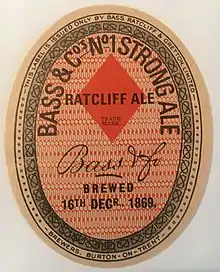 THIS LABEL IS ISSUED ONLY BY BASS RATCLIFF & GRETTON LIMITED
BASS & Co's No 1 STRONG ALE
RATCLIFF ALE
TRADE
MARK
Bass & Co
BREWED
16TH DECR., 1869.
BREWERS, BURTON-ON-TRENT